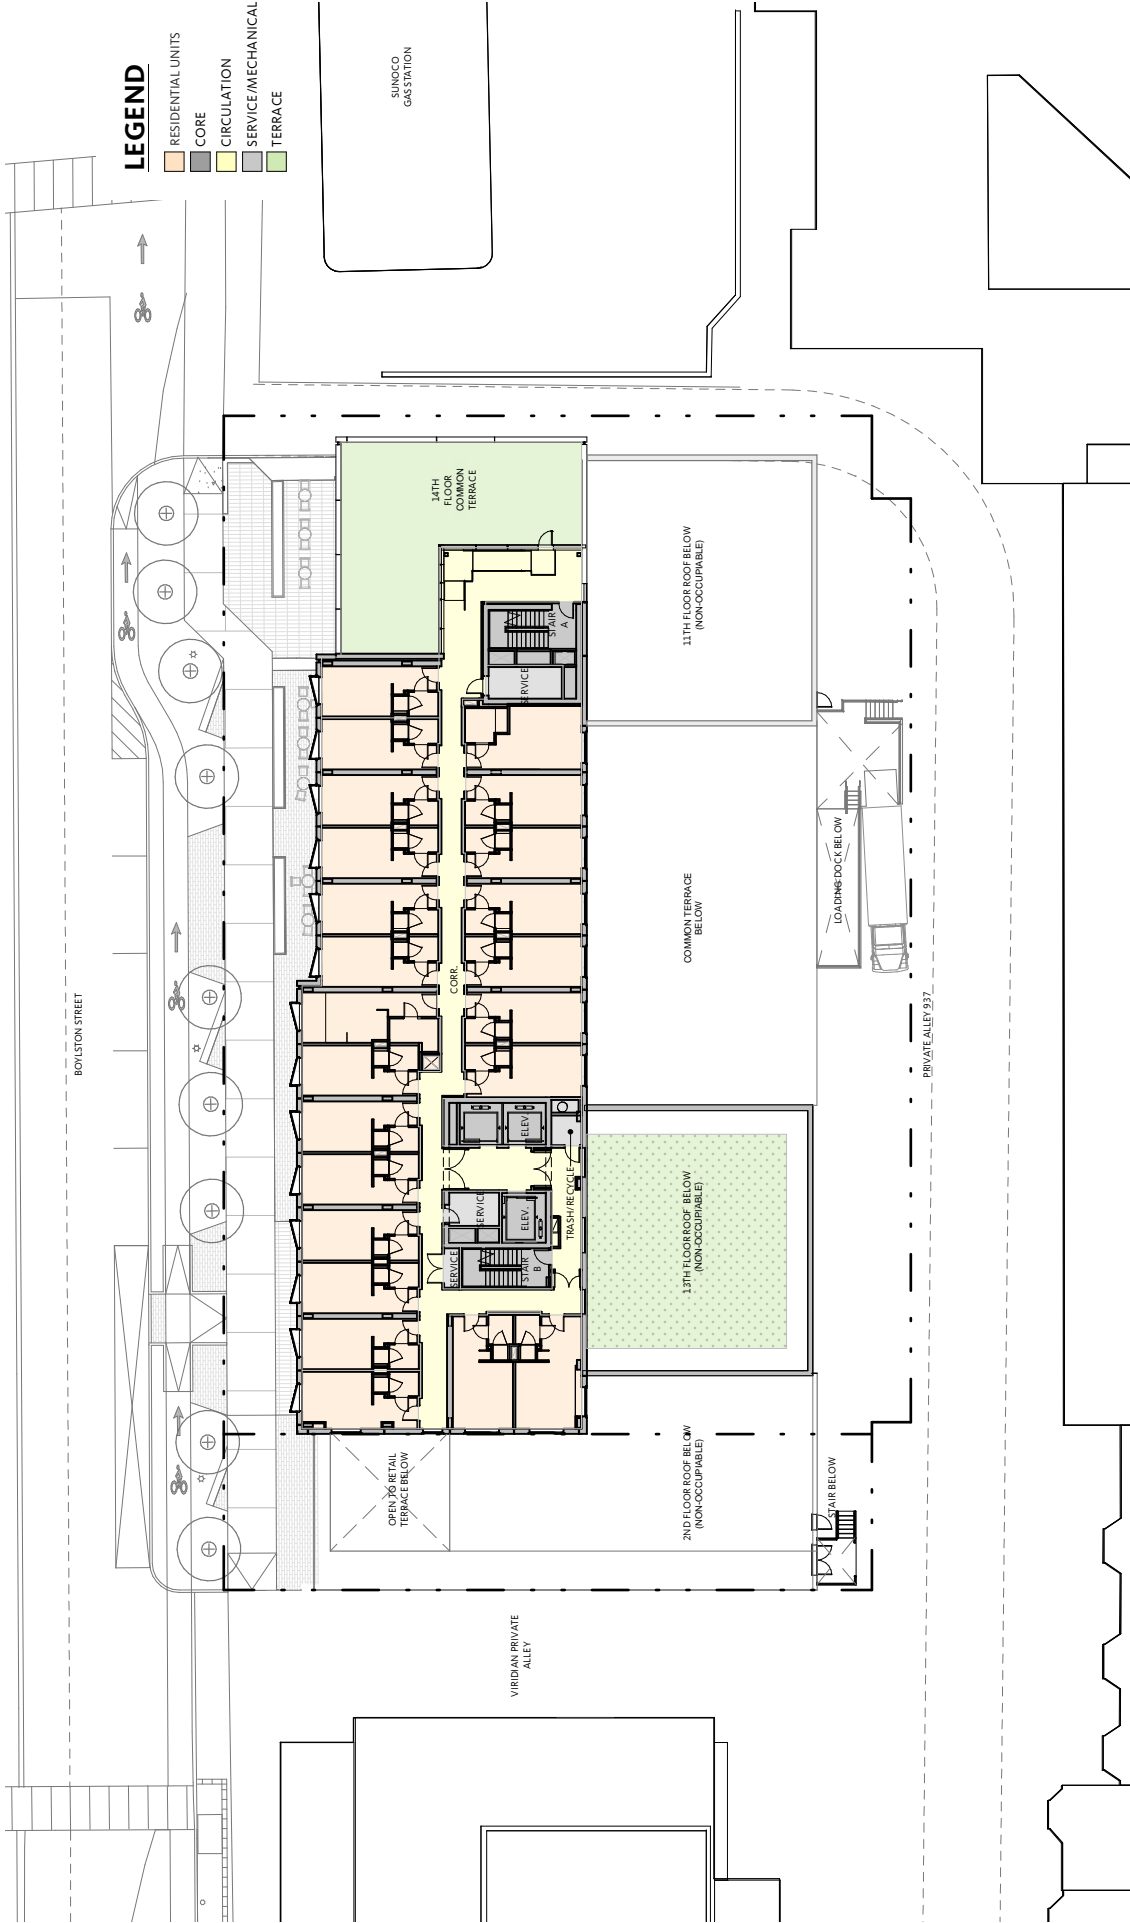 LEGEND
RESIDENTIAL UNITS
CORE
CIRCULATION
SERVICE/MECHANICAL
TERRACE
SUNOCO
GAS STATION
14TH
FLOOR
COMMON
TERRACE
11TH FLOOR ROOF BELOW
(NON-OCCUPIABLE)
STAIR
A
SERVICE
COMMON TERRACE
BELOW
LOADING DOCK BELOW
BOYLSTON STREET
CORR.
PRIVATE ALLEY 937
ELEV.
TRASH/RECYCLE
SERVICE
ELEV.
SERVICE
STAIR
B
13TH FLOOR ROOF BELOW
(NON-OCCUPIABLE)
OPEN TO RETAIL
TERRACE BELOW
2ND FLOOR ROOF BELOW
(NON-OCCUPIABLE)
STAIR BELOW
VIRIDIAN PRIVATE
ALLEY